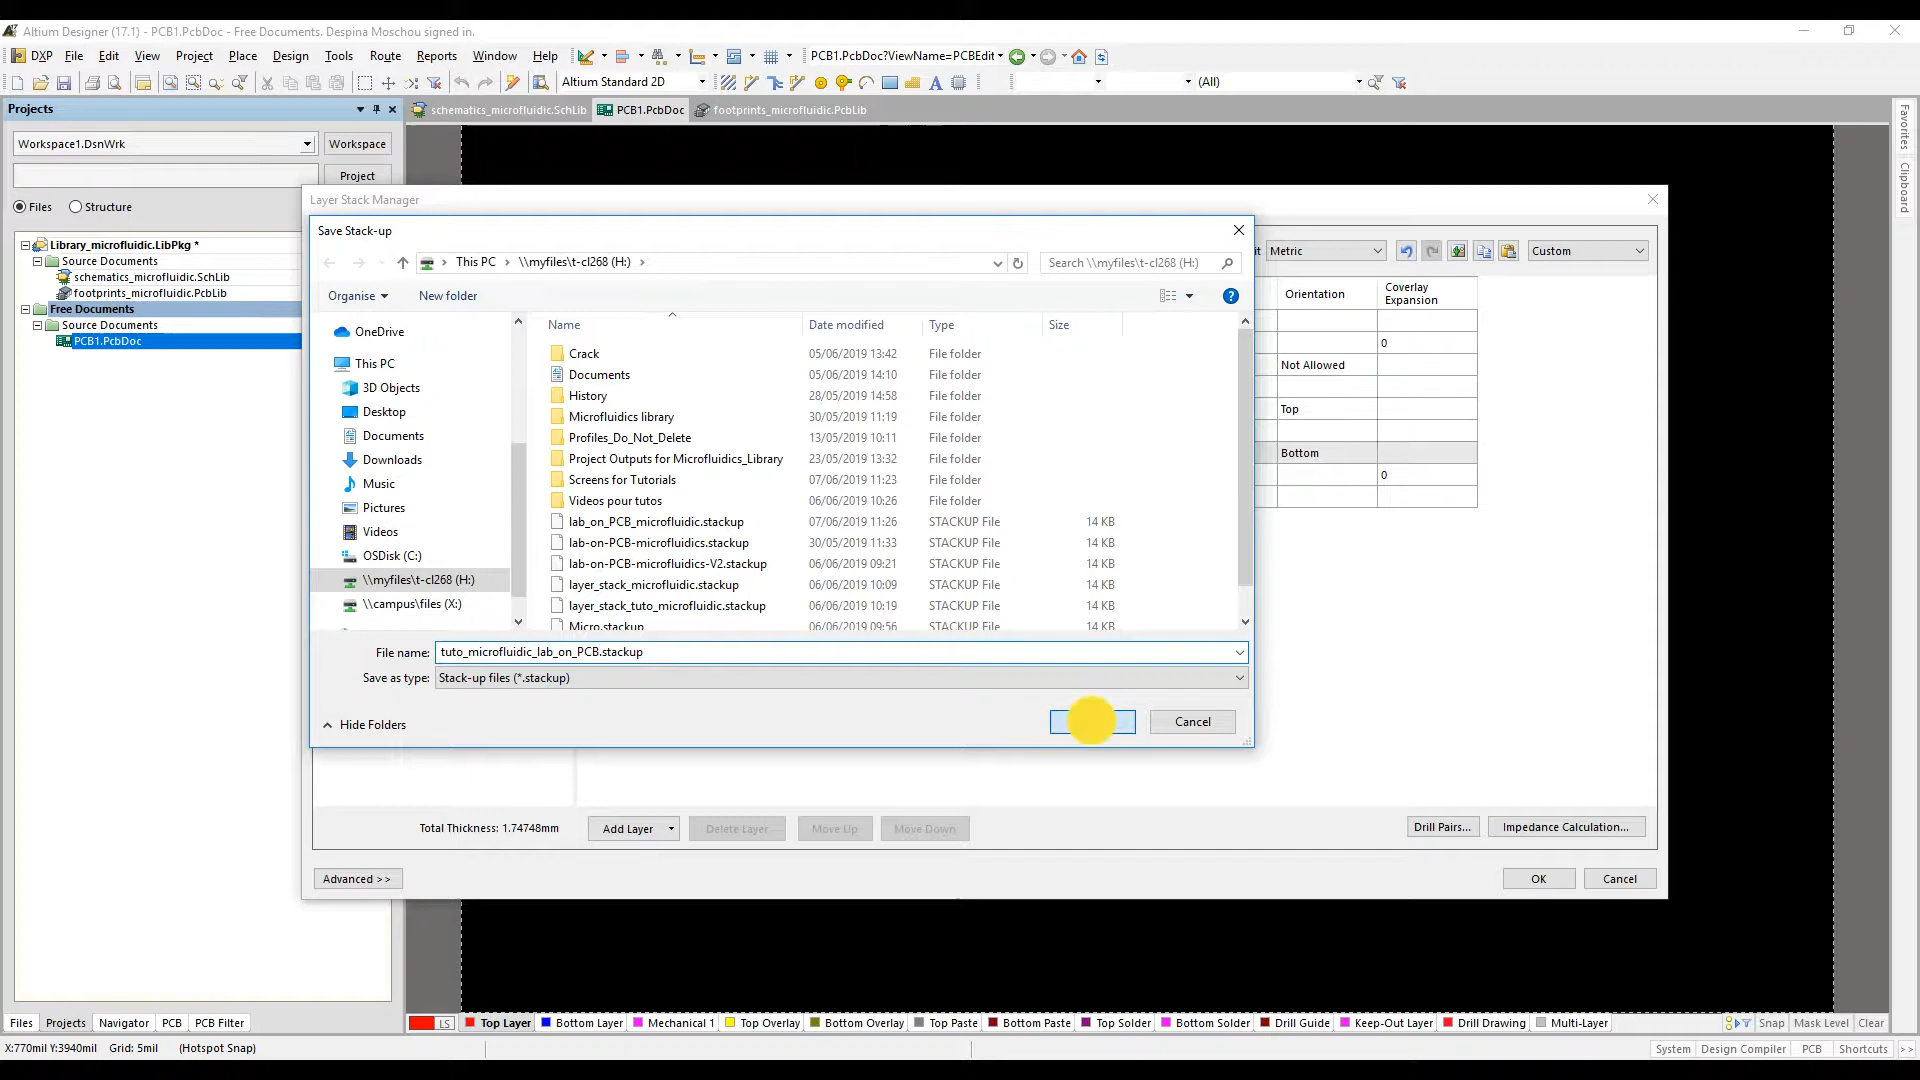 Altium Designer (17.1) - PCB1.PcbDoc - Free Documents. Despina Moschou signed in.
DXP File Edit View Project Place Design Tools Route Reports Window Help PCB1.PcbDoc?ViewName=PCBEdit
Altium Standard 2D (All)
Projects schematics_microfluidic.SchLib PCB1.PcbDoc footprints_microfluidic.PcbLib
Favorites
Clipboard
Workspace1.DsnWrk Workspace
Project
Files Structure
Library_microfluidic.LibPkg *
Source Documents
schematics_microfluidic.SchLib
footprints_microfluidic.PcbLib
Free Documents
Source Documents
PCB1.PcbDoc
Layer Stack Manager
Save Stack-up
This PC \\myfiles\t-cl268 (H:) Search \\myfiles\t-cl268 (H:)
Metric Custom
Organise New folder
Orientation Coverlay Expansion
0
Not Allowed
Top
Bottom
0
OneDrive
This PC
3D Objects
Desktop
Documents
Downloads
Music
Pictures
Videos
OSDisk (C:)
\\myfiles\t-cl268 (H:)
\\campus\files (X:)
Name Date modified Type Size
Crack 05/06/2019 13:42 File folder
Documents 05/06/2019 14:10 File folder
History 28/05/2019 14:58 File folder
Microfluidics library 30/05/2019 11:19 File folder
Profiles_Do_Not_Delete 13/05/2019 10:11 File folder
Project Outputs for Microfluidics_Library 23/05/2019 13:32 File folder
Screens for Tutorials 07/06/2019 11:23 File folder
Videos pour tutos 06/06/2019 10:26 File folder
lab_on_PCB_microfluidic.stackup 07/06/2019 11:26 STACKUP File 14 KB
lab-on-PCB-microfluidics.stackup 30/05/2019 11:33 STACKUP File 14 KB
lab-on-PCB-microfluidics-V2.stackup 06/06/2019 09:21 STACKUP File 14 KB
layer_stack_microfluidic.stackup 06/06/2019 10:09 STACKUP File 14 KB
layer_stack_tuto_microfluidic.stackup 06/06/2019 10:19 STACKUP File 14 KB
Micro.stackup 06/06/2019 09:56 STACKUP File 14 KB
File name: tuto_microfluidic_lab_on_PCB.stackup
Save as type: Stack-up files (*.stackup)
Hide Folders Cancel
Total Thickness: 1.74748mm Add Layer Delete Layer Move Up Move Down Drill Pairs... Impedance Calculation...
Advanced >> OK Cancel
Files Projects Navigator PCB PCB Filter LS Top Layer Bottom Layer Mechanical 1 Top Overlay Bottom Overlay Top Paste Bottom Paste Top Solder Bottom Solder Drill Guide Keep-Out Layer Drill Drawing Multi-Layer Snap Mask Level Clear
X:770mil Y:3940mil Grid: 5mil (Hotspot Snap) System Design Compiler PCB Shortcuts >>